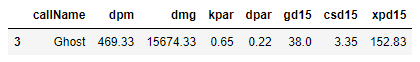 callName dpm dmg kpar dpar gd15 csd15 xpd15
3 Ghost 469.33 15674.33 0.65 0.22 38.0 3.35 152.83